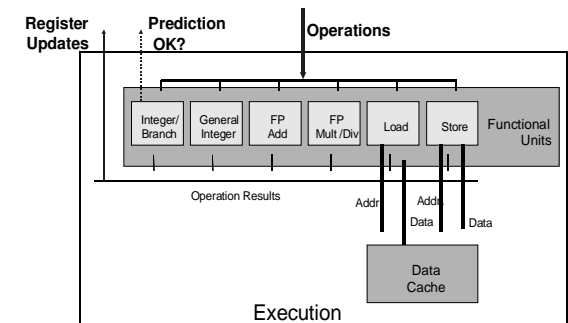 Register
Updates
Prediction
OK?
Operations
Integer/
Branch
General
Integer
FP
Add
FP
Mult /Div
Load
Store
Functional
Units
Operation Results
Addr.
Addr.
Data
Data
Data
Cache
Execution